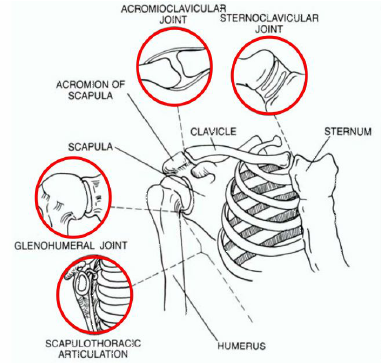 ACROMIOCLAVICULAR
JOINT
STERNOCLAVICULAR
JOINT
ACROMION OF
SCAPULA
CLAVICLE
STERNUM
SCAPULA
GLENOHUMERAL JOINT
SCAPULOTHORACIC
ARTICULATION
HUMERUS